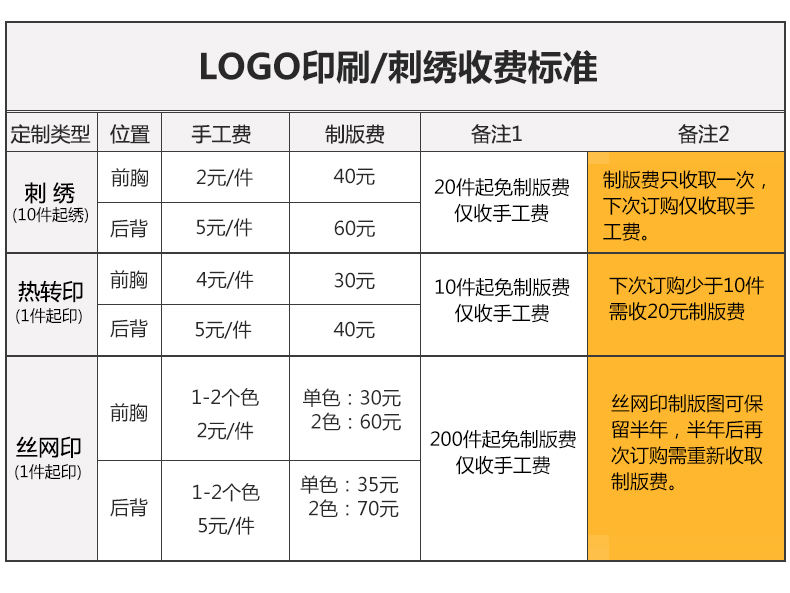 LOGO印刷/刺绣收费标准
定制类型 位置 手工费 制版费 备注1 备注2
刺 绣
(10件起绣)
前胸 2元/件 40元
后背 5元/件 60元
20件起免制版费
仅收手工费
制版费只收取一次，
下次订购仅收取手
工费。
热转印
(1件起印)
前胸 4元/件 30元
后背 5元/件 40元
10件起免制版费
仅收手工费
下次订购少于10件
需收20元制版费
丝网印
(1件起印)
前胸
1-2个色
2元/件
单色：30元
2色：60元
后背
1-2个色
5元/件
单色：35元
2色：70元
200件起免制版费
仅收手工费
丝网印制版图可保
留半年，半年后再
次订购需重新收取
制版费。